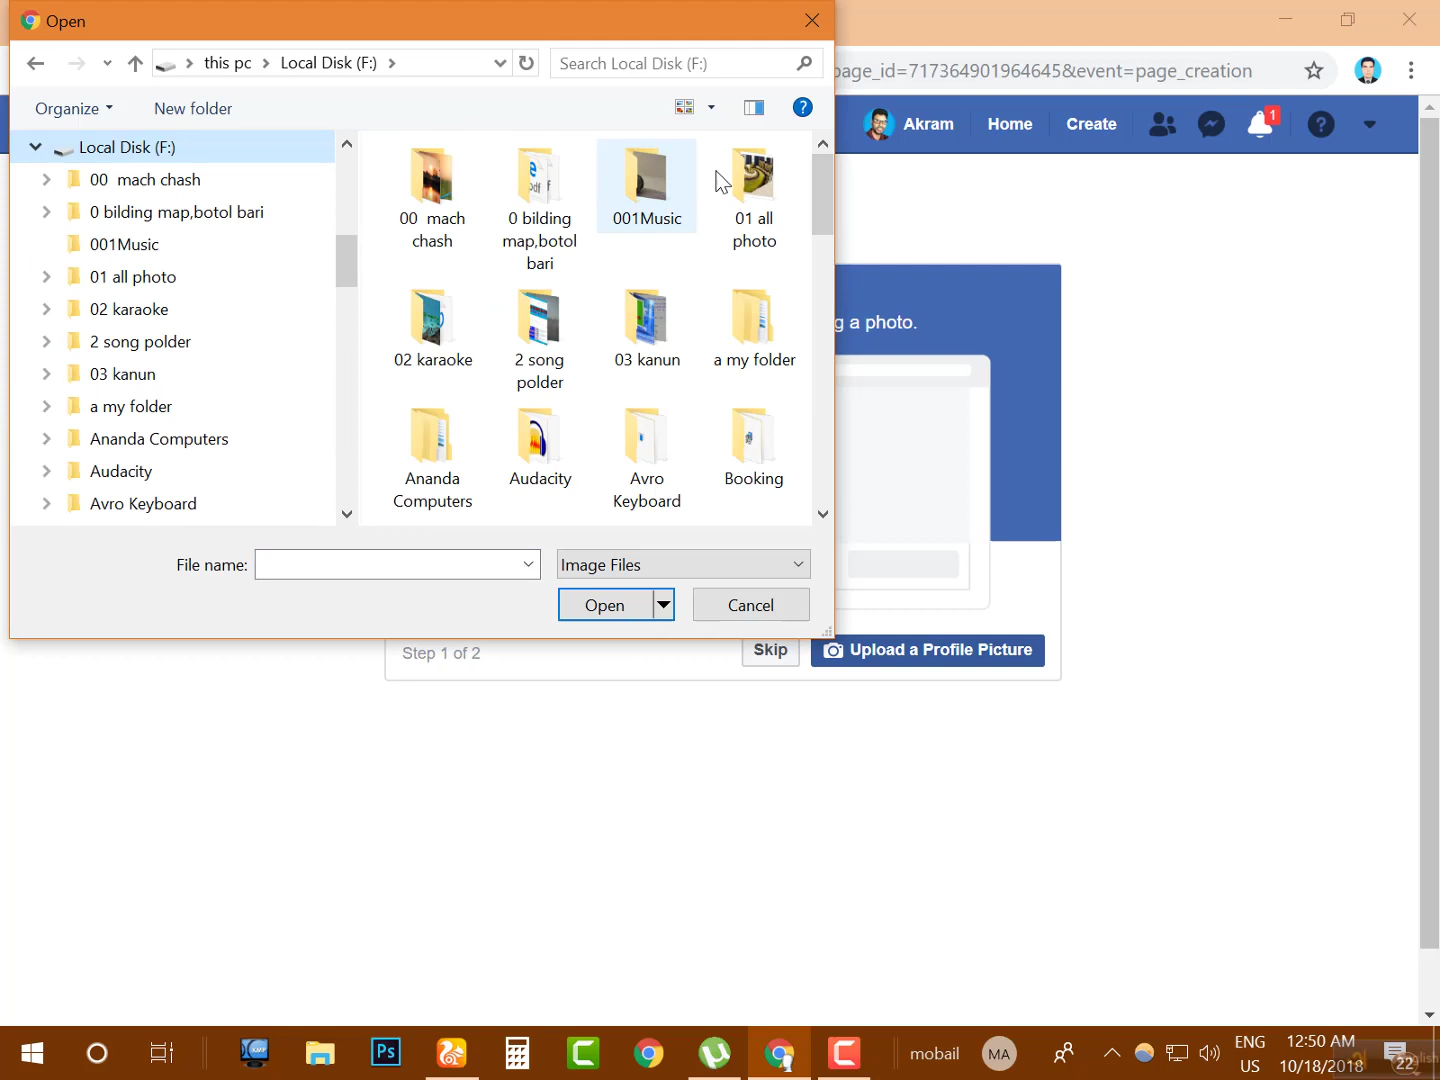 Open
this pc
Local Disk (F:)
Search Local Disk (F:)
page_id=717364901964645&event=page_creation
Organize
New folder
Akram
Home
Create
1
Local Disk (F:)
00 mach chash
0 bilding map,botol bari
001Music
01 all photo
02 karaoke
2 song polder
03 kanun
a my folder
Ananda Computers
Audacity
Avro Keyboard
00 mach
chash
0 bilding
map,botol
bari
001Music
01 all
photo
02 karaoke
2 song
polder
03 kanun
a my folder
Ananda
Computers
Audacity
Avro
Keyboard
Booking
g a photo.
File name:
Image Files
Open
Cancel
Step 1 of 2
Skip
Upload a Profile Picture
Ps
mobail
MA
ENG
US
12:50 AM
10/18/2018
22